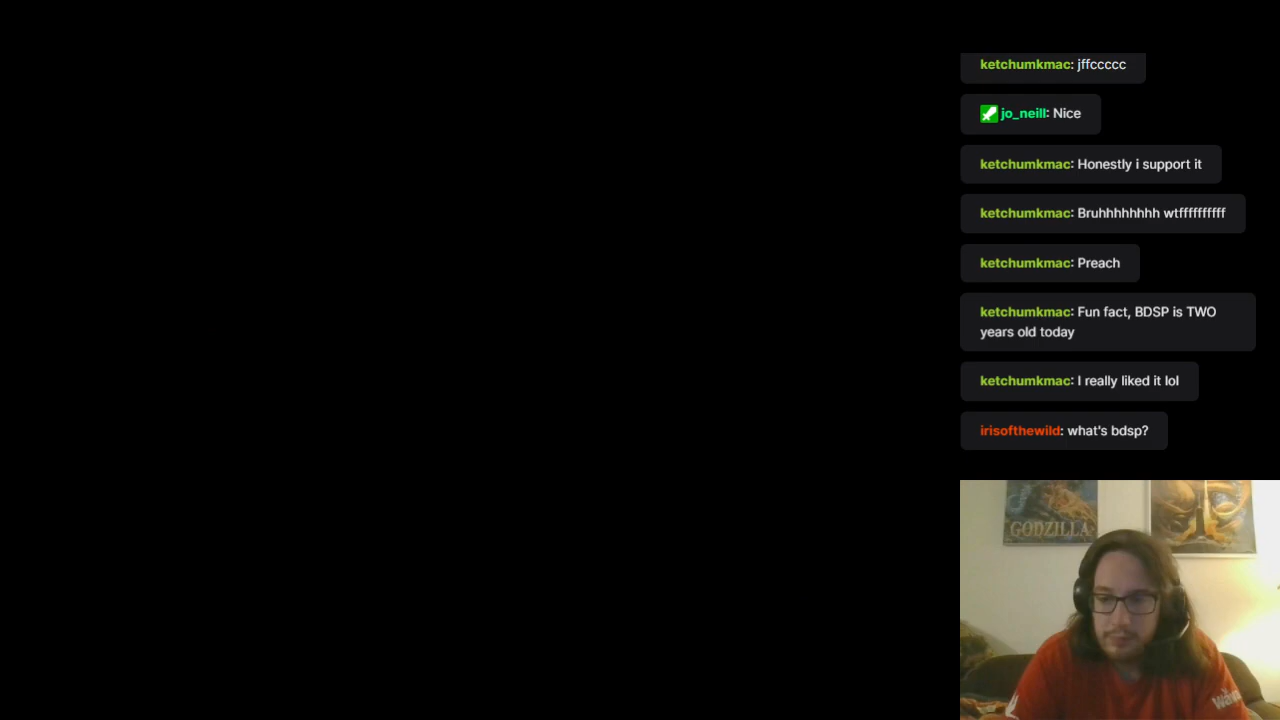 ketchumkmac: jffccccc
jo_neill: Nice
ketchumkmac: Honestly i support it
ketchumkmac: Bruhhhhhhhh wtffffffffff
ketchumkmac: Preach
ketchumkmac: Fun fact, BDSP is TWO
years old today
ketchumkmac: I really liked it lol
irisofthewild: what's bdsp?
GODZILLA